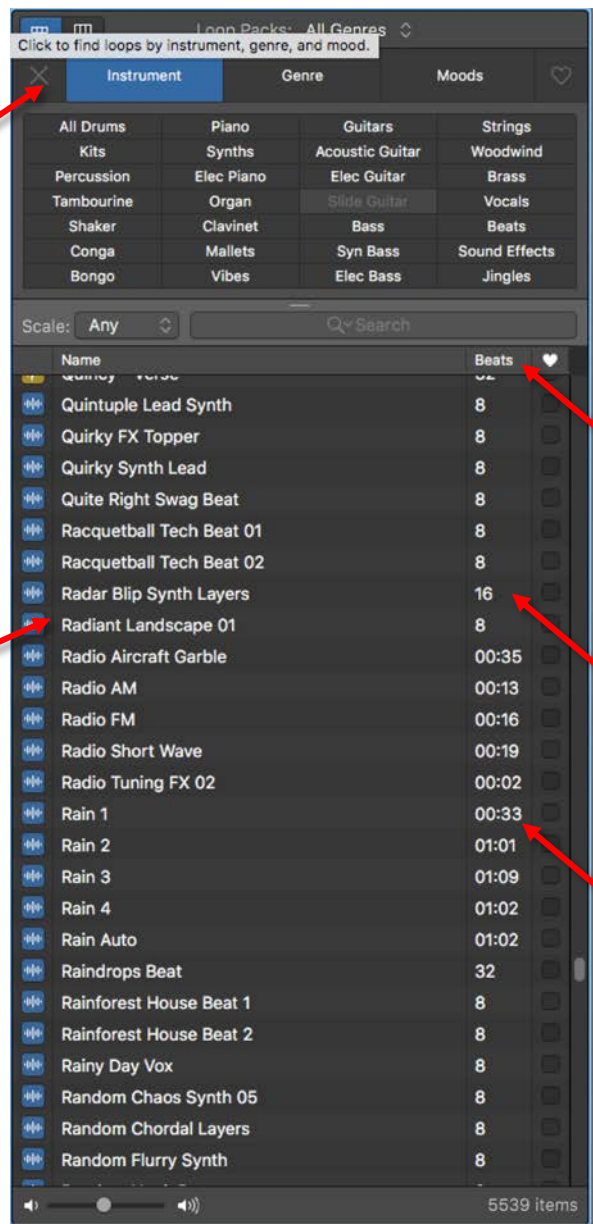 Loop Packs: All Genres
Click to find loops by instrument, genre, and mood.
Instrument Genre Moods
All Drums Piano Guitars Strings
Kits Synths Acoustic Guitar Woodwind
Percussion Elec Piano Elec Guitar Brass
Tambourine Organ Slide Guitar Vocals
Shaker Clavinet Bass Beats
Conga Mallets Syn Bass Sound Effects
Bongo Vibes Elec Bass Jingles
Scale: Any Search
Name Beats
Quintuple Lead Synth 8
Quirky FX Topper 8
Quirky Synth Lead 8
Quite Right Swag Beat 8
Racquetball Tech Beat 01 8
Racquetball Tech Beat 02 8
Radar Blip Synth Layers 16
Radiant Landscape 01 8
Radio Aircraft Garble 00:35
Radio AM 00:13
Radio FM 00:16
Radio Short Wave 00:19
Radio Tuning FX 02 00:02
Rain 1 00:33
Rain 2 01:01
Rain 3 01:09
Rain 4 01:02
Rain Auto 01:02
Raindrops Beat 32
Rainforest House Beat 1 8
Rainforest House Beat 2 8
Rainy Day Vox 8
Random Chaos Synth 05 8
Random Chordal Layers 8
Random Flurry Synth 8
5539 items